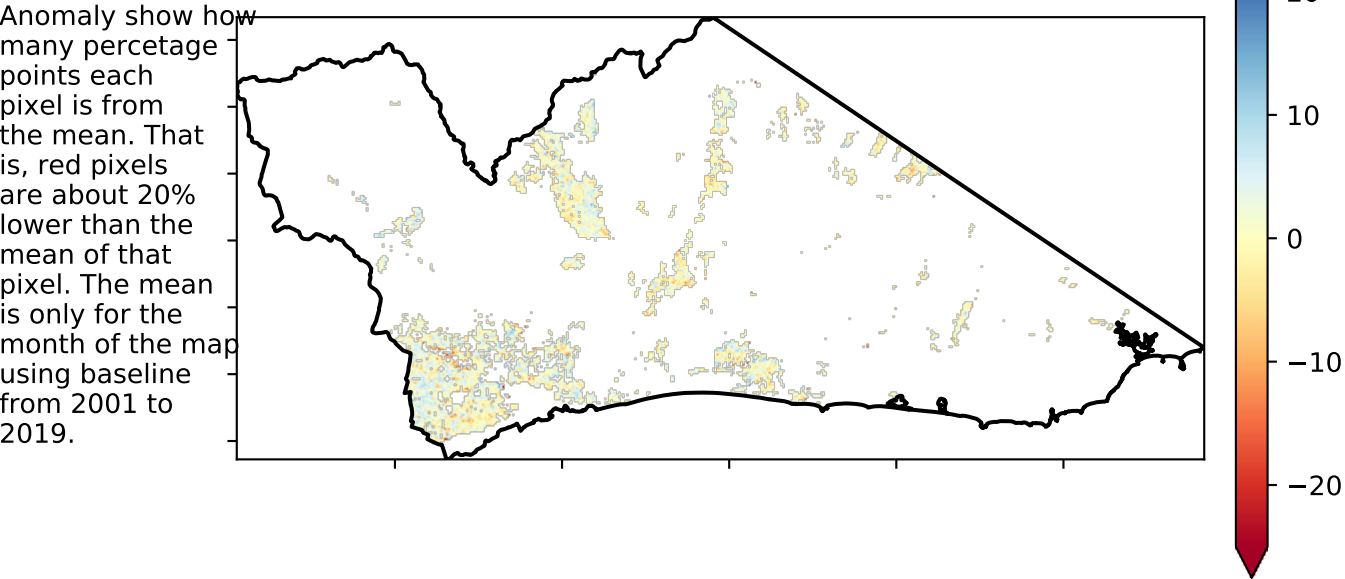 Anomaly show how
many percetage
points each
pixel is from
the mean. That
is, red pixels
are about 20%
lower than the
mean of that
pixel. The mean
is only for the
month of the map
using baseline
from 2001 to
2019.
10
0
−10
−20